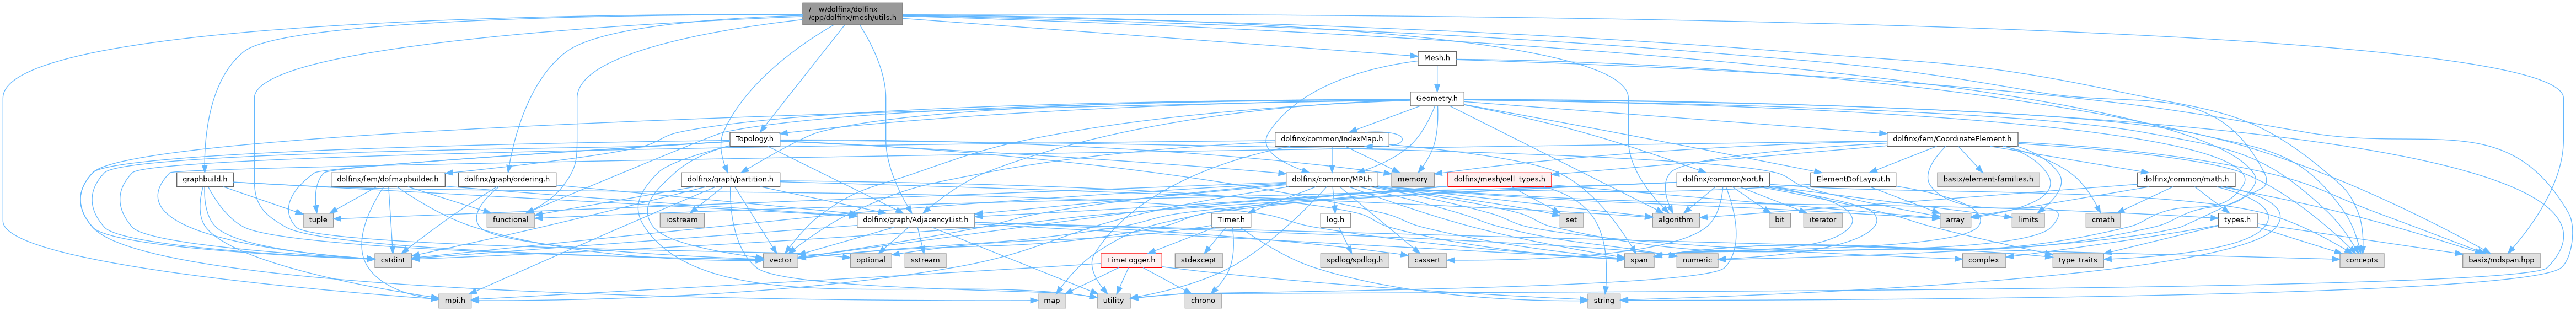 /__w/dolfinx/dolfinx
/cpp/dolfinx/mesh/utils.h
Mesh.h
Geometry.h
Topology.h
dolfinx/common/IndexMap.h
dolfinx/fem/CoordinateElement.h
graphbuild.h
dolfinx/fem/dofmapbuilder.h
dolfinx/graph/ordering.h
dolfinx/graph/partition.h
memory
dolfinx/common/MPI.h
dolfinx/mesh/cell_types.h
dolfinx/common/sort.h
ElementDofLayout.h
basix/element-families.h
dolfinx/common/math.h
tuple
functional
iostream
dolfinx/graph/AdjacencyList.h
Timer.h
log.h
set
algorithm
bit
iterator
array
limits
cmath
types.h
cstdint
vector
optional
sstream
TimeLogger.h
stdexcept
spdlog/spdlog.h
cassert
span
numeric
complex
type_traits
concepts
basix/mdspan.hpp
mpi.h
map
utility
chrono
string